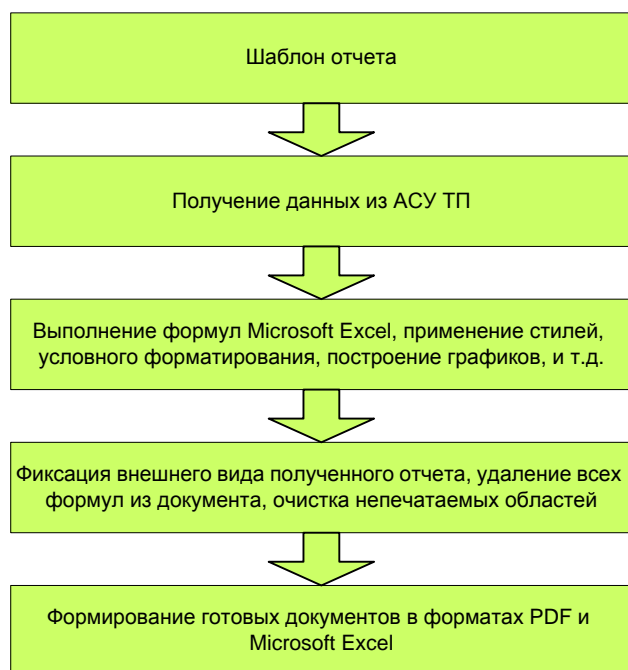 Шаблон отчета
Получение данных из АСУ ТП
Выполнение формул Microsoft Excel, применение стилей,
условного форматирования, построение графиков, и т.д.
Фиксация внешнего вида полученного отчета, удаление всех
формул из документа, очистка непечатаемых областей
Формирование готовых документов в форматах PDF и
Microsoft Excel